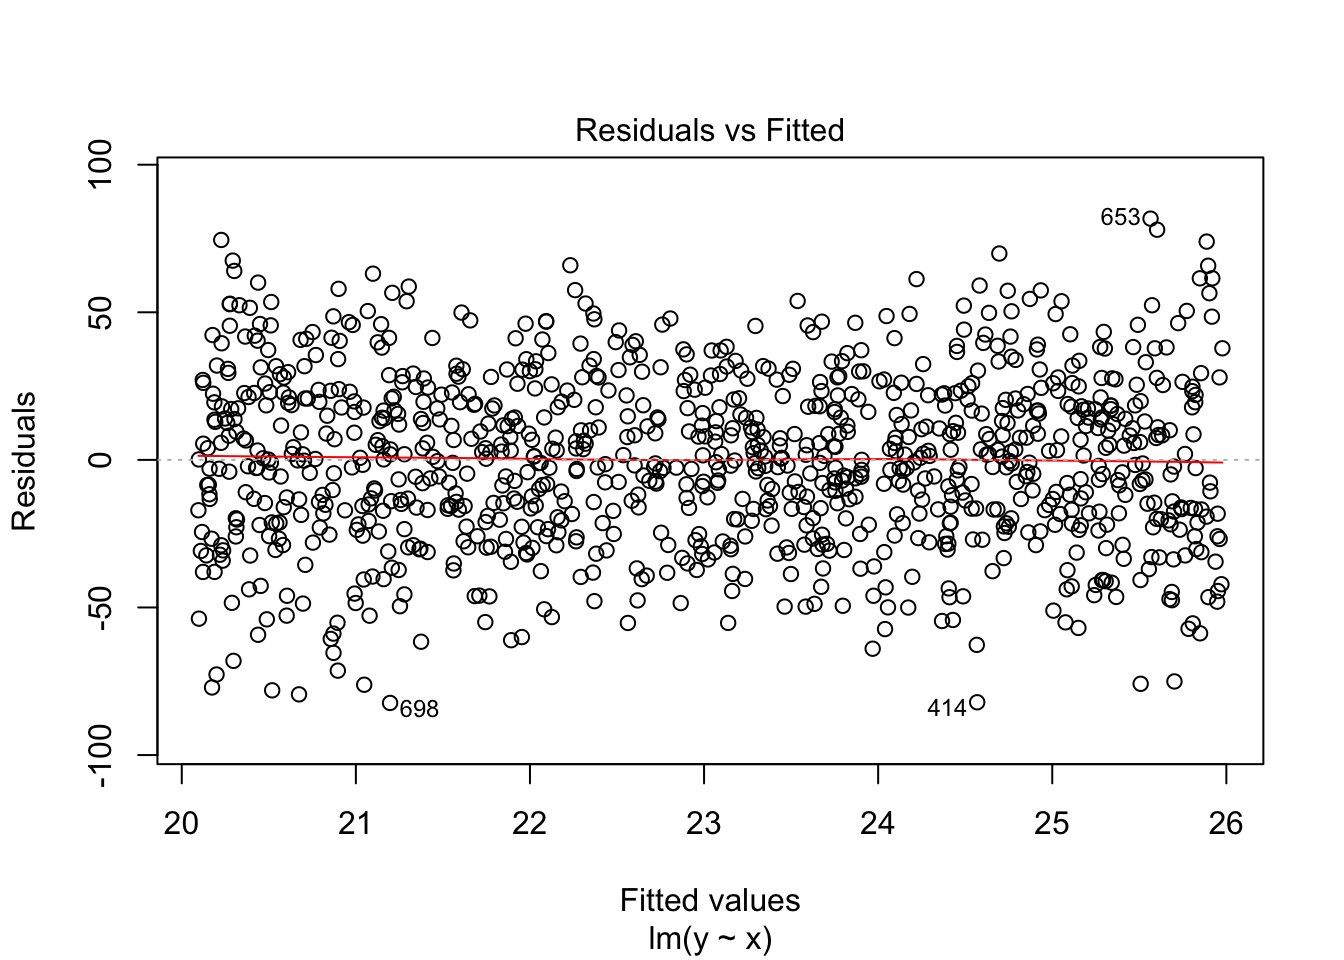 Residuals vs Fitted
100
50
0
-50
-100
Residuals
653
698
414
20 21 22 23 24 25 26
Fitted values
lm(y ~ x)